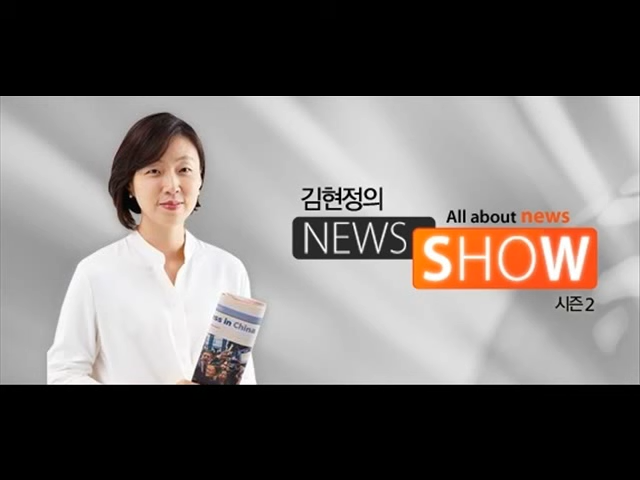 김현정의
All about news
NEWS SHOW
시즌 2
ss in China